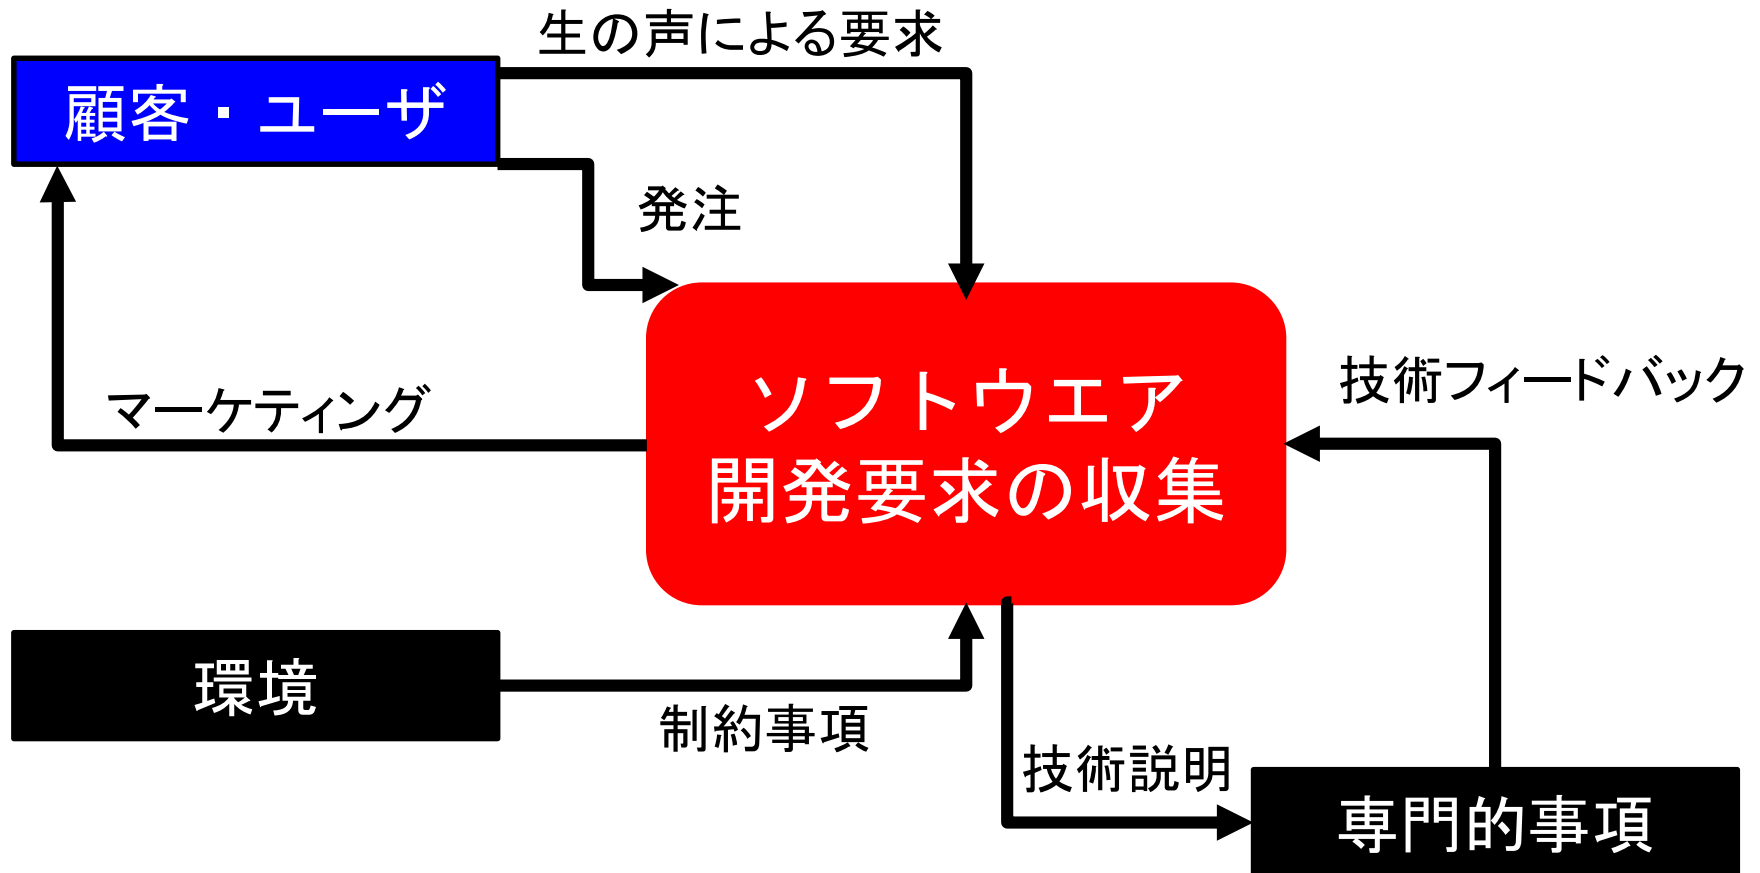 生の声による要求
顧客・ユーザ
発注
マーケティング
ソフトウエア
開発要求の収集
技術フィードバック
環境
制約事項
技術説明
専門的事項